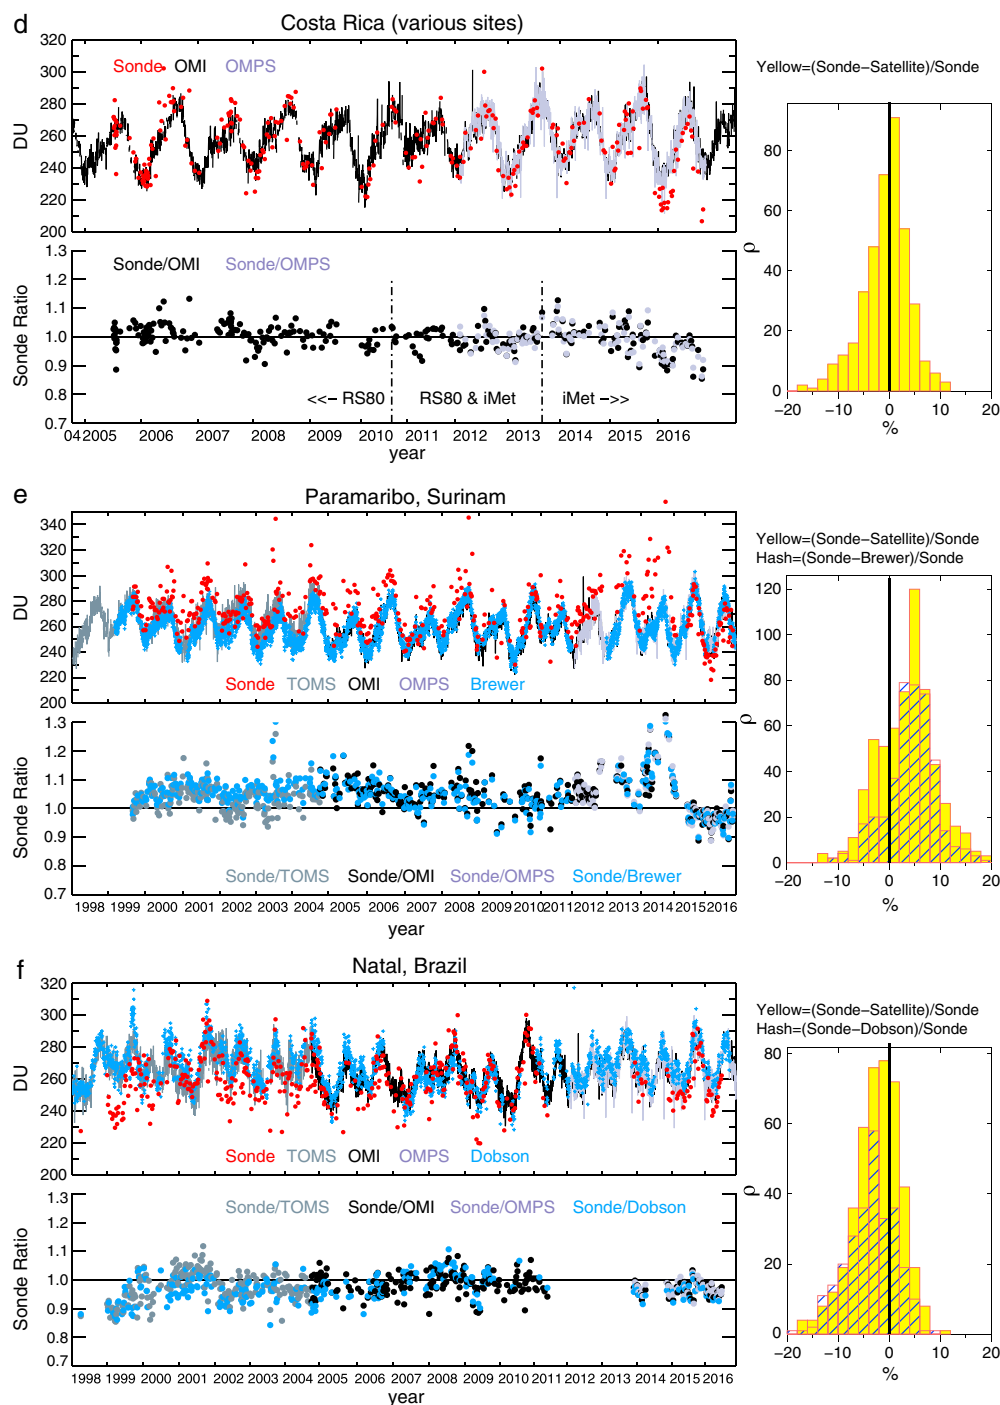 d
Costa Rica (various sites)
320
300
280
260
240
220
200
DU
Sonde OMI OMPS
1.3
1.2
1.1
1.0
0.9
0.8
0.7
Sonde Ratio
Sonde/OMI Sonde/OMPS
<<− RS80 RS80 & iMet iMet −>>
04 2005 2006 2007 2008 2009 2010 2011 2012 2013 2014 2015 2016
year
Yellow=(Sonde−Satellite)/Sonde
80
60
40
20
0
ρ
−20 −10 0 10 20
%
e
Paramaribo, Surinam
340
320
300
280
260
240
220
200
DU
Sonde TOMS OMI OMPS Brewer
1.3
1.2
1.1
1.0
0.9
0.8
0.7
Sonde Ratio
Sonde/TOMS Sonde/OMI Sonde/OMPS Sonde/Brewer
1998 1999 2000 2001 2002 2003 2004 2005 2006 2007 2008 2009 2010 2011 2012 2013 2014 2015 2016
year
Yellow=(Sonde−Satellite)/Sonde
Hash=(Sonde−Brewer)/Sonde
120
100
80
60
40
20
0
ρ
−20 −10 0 10 20
%
f
Natal, Brazil
320
300
280
260
240
220
200
DU
Sonde TOMS OMI OMPS Dobson
1.3
1.2
1.1
1.0
0.9
0.8
0.7
Sonde Ratio
Sonde/TOMS Sonde/OMI Sonde/OMPS Sonde/Dobson
1998 1999 2000 2001 2002 2003 2004 2005 2006 2007 2008 2009 2010 2011 2012 2013 2014 2015 2016
year
Yellow=(Sonde−Satellite)/Sonde
Hash=(Sonde−Dobson)/Sonde
80
60
40
20
0
ρ
−20 −10 0 10 20
%